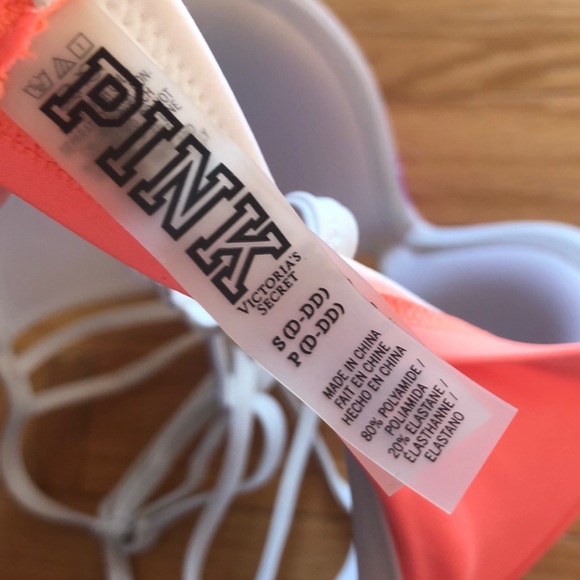 PINK
VICTORIA'S
SECRET
S (D-DD)
P (D-DD)
MADE IN CHINA
FAIT EN CHINE
HECHO EN CHINA
80% POLYAMIDE /
POLIAMIDA
20% ELASTANE /
ELASTHANNE /
ELASTANO